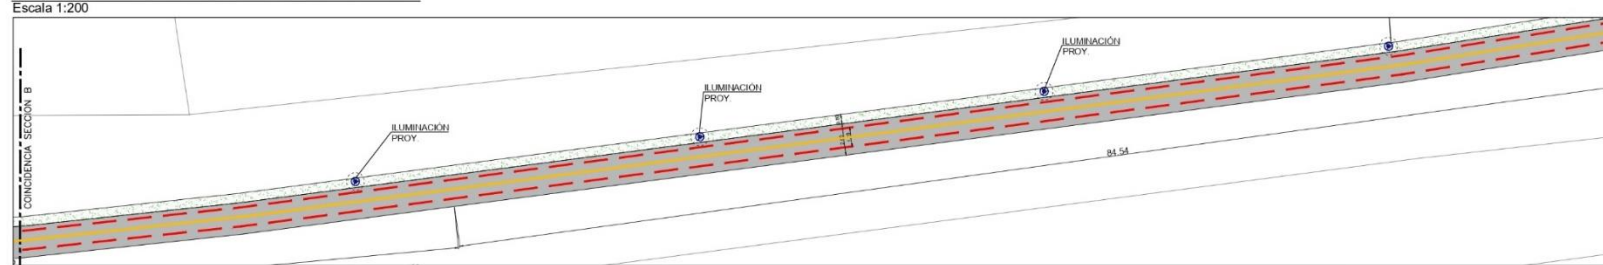 Escala 1:200
COINCIDENCIA SECCIÓN B
ILUMINACIÓN
PROY.
ILUMINACIÓN
PROY.
ILUMINACIÓN
PROY.
84.54